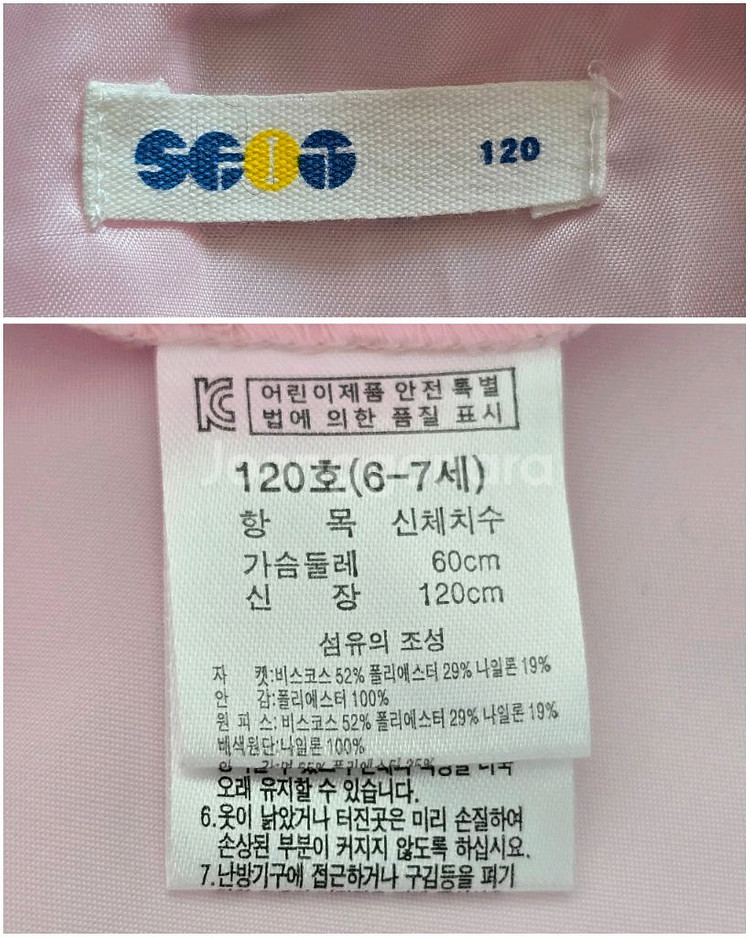 SEIT 120
KC
어린이제품 안전 특별
법에 의한 품질 표시
120호(6-7세)
항 목 신체치수
가슴둘레 60cm
신 장 120cm
섬유의 조성
자 켓:비스코스 52% 폴리에스터 29% 나일론 19%
안 감:폴리에스터 100%
원 피 스:비스코스 52% 폴리에스터 29% 나일론 19%
배색원단:나일론 100%
오래 유지할 수 있습니다.
6.옷이 낡았거나 터진곳은 미리 손질하여
손상된 부분이 커지지 않도록 하십시요.
7.난방기구에 접근하거나 구김등을 펴기